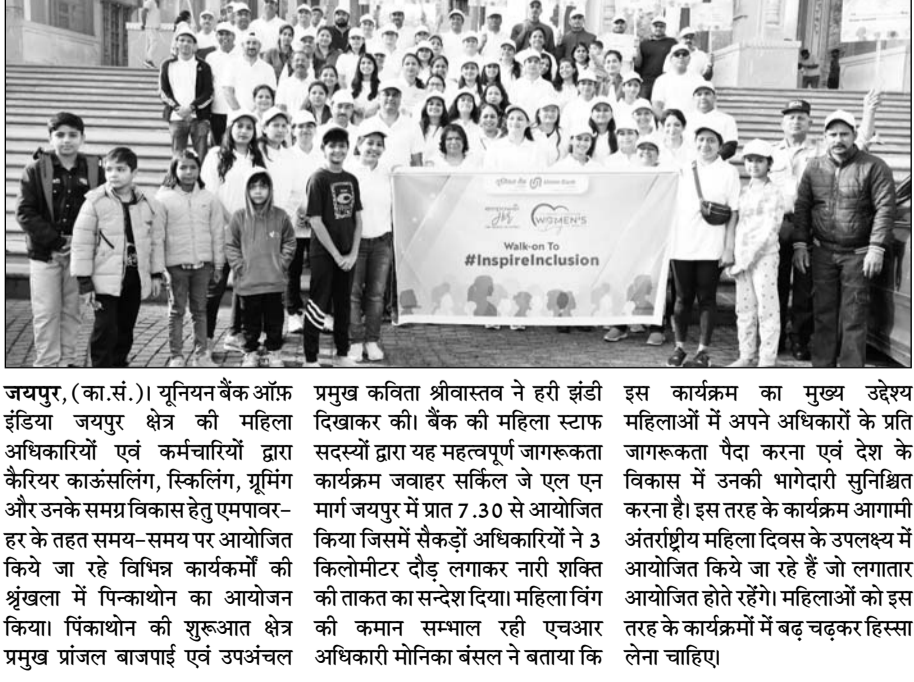 यूनियन बैंक Union Bank
WOMEN'S
Walk-on To
#InspireInclusion
जयपुर, (का.सं.)। यूनियन बैंक ऑफ़
इंडिया जयपुर क्षेत्र की महिला
अधिकारियों एवं कर्मचारियों द्वारा
कैरियर काऊंसलिंग, स्किलिंग, ग्रूमिंग
और उनके समग्र विकास हेतु एमपावर-
हर के तहत समय-समय पर आयोजित
किये जा रहे विभिन्न कार्यकर्मों की
श्रृंखला में पिन्काथोन का आयोजन
किया। पिंकाथोन की शुरूआत क्षेत्र
प्रमुख प्रांजल बाजपाई एवं उपअंचल
प्रमुख कविता श्रीवास्तव ने हरी झंडी
दिखाकर की। बैंक की महिला स्टाफ
सदस्यों द्वारा यह महत्वपूर्ण जागरूकता
कार्यक्रम जवाहर सर्किल जे एल एन
मार्ग जयपुर में प्रात 7.30 से आयोजित
किया जिसमें सैकड़ों अधिकारियों ने 3
किलोमीटर दौड़ लगाकर नारी शक्ति
की ताकत का सन्देश दिया। महिला विंग
की कमान सम्भाल रही एचआर
अधिकारी मोनिका बंसल ने बताया कि
इस कार्यक्रम का मुख्य उद्देश्य
महिलाओं में अपने अधिकारों के प्रति
जागरूकता पैदा करना एवं देश के
विकास में उनकी भागेदारी सुनिश्चित
करना है। इस तरह के कार्यक्रम आगामी
अंतर्राष्ट्रीय महिला दिवस के उपलक्ष्य में
आयोजित किये जा रहे हैं जो लगातार
आयोजित होते रहेंगे। महिलाओं को इस
तरह के कार्यक्रमों में बढ़ चढ़कर हिस्सा
लेना चाहिए।